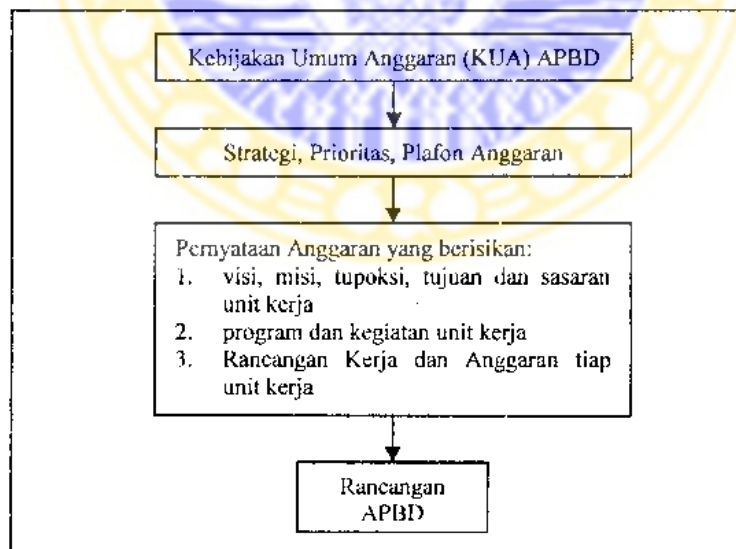 Kebijakan Umum Anggaran (KUA) APBD
Strategi, Prioritas, Plafon Anggaran
Pernyataan Anggaran yang berisikan:
1. visi, misi, tupoksi, tujuan dan sasaran
unit kerja
2. program dan kegiatan unit kerja
3. Rancangan Kerja dan Anggaran tiap
unit kerja
Rancangan
APBD